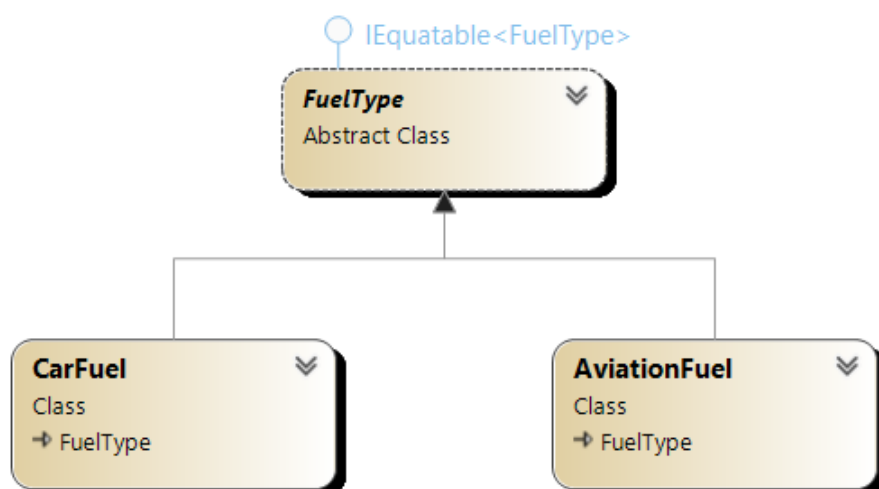 IEquatable<FuelType>
FuelType
Abstract Class
CarFuel
Class
FuelType
AviationFuel
Class
FuelType